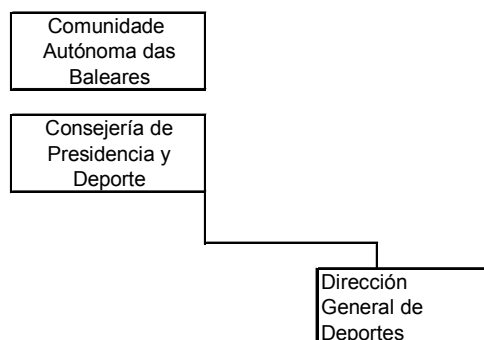 Comunidade
Autónoma das
Baleares
Consejería de
Presidencia y
Deporte
Dirección
General de
Deportes